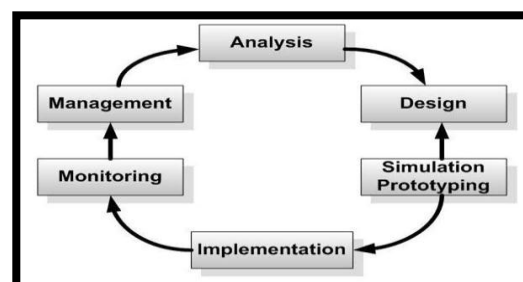 Analysis
Management
Design
Monitoring
Simulation
Prototyping
Implementation